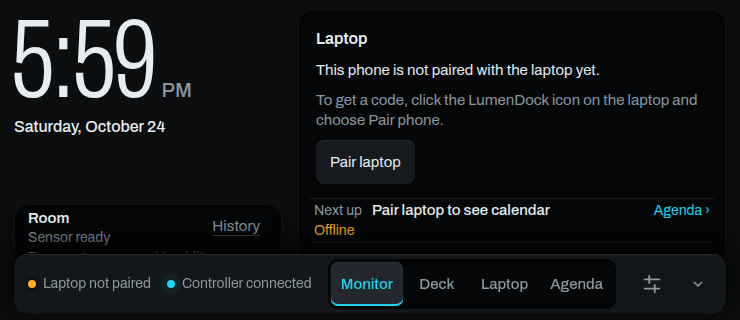 5:59 PM
Saturday, October 24
Laptop
This phone is not paired with the laptop yet.
To get a code, click the LumenDock icon on the laptop and
choose Pair phone.
Pair laptop
Next up Pair laptop to see calendar Agenda ›
Offline
Room
Sensor ready
History
Laptop not paired
Controller connected
Monitor
Deck
Laptop
Agenda